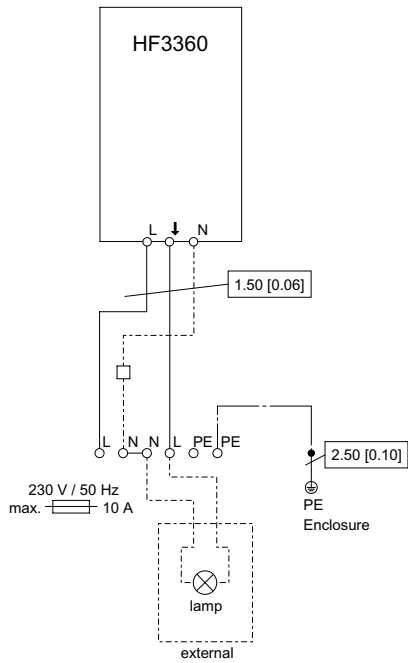 HF3360
L N
1.50 [0.06]
L N N L PE PE
2.50 [0.10]
230 V / 50 Hz
max. 10 A
PE
Enclosure
lamp
external